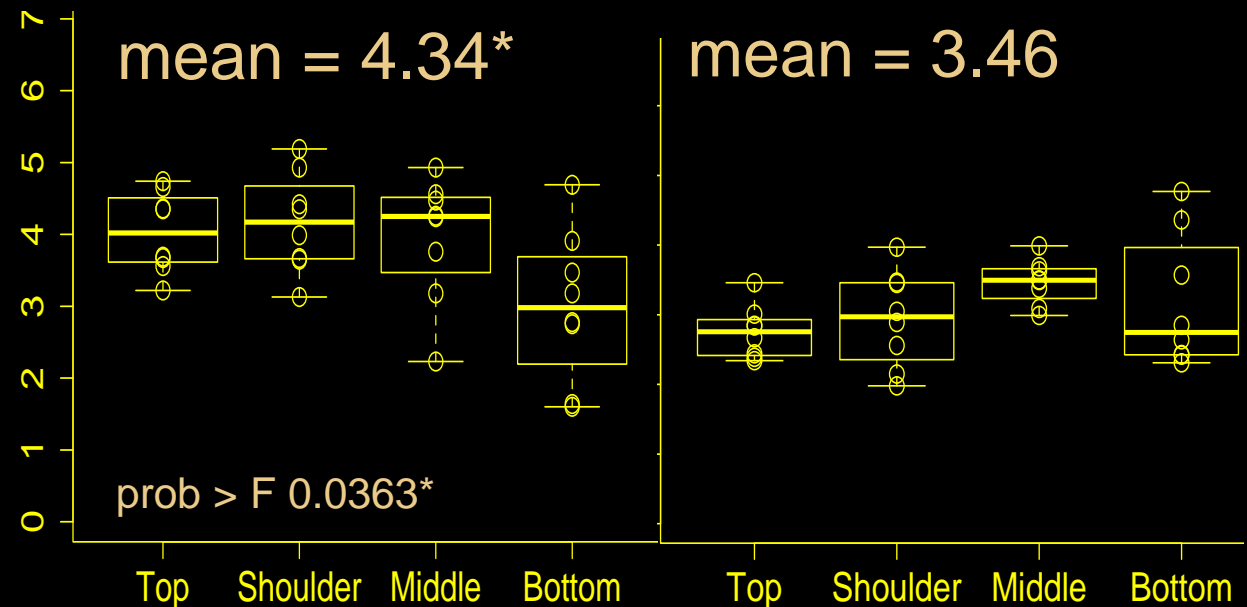 mean = 4.34*
mean = 3.46
7
6
5
4
3
2
1
0
prob > F 0.0363*
Top Shoulder Middle Bottom
Top Shoulder Middle Bottom